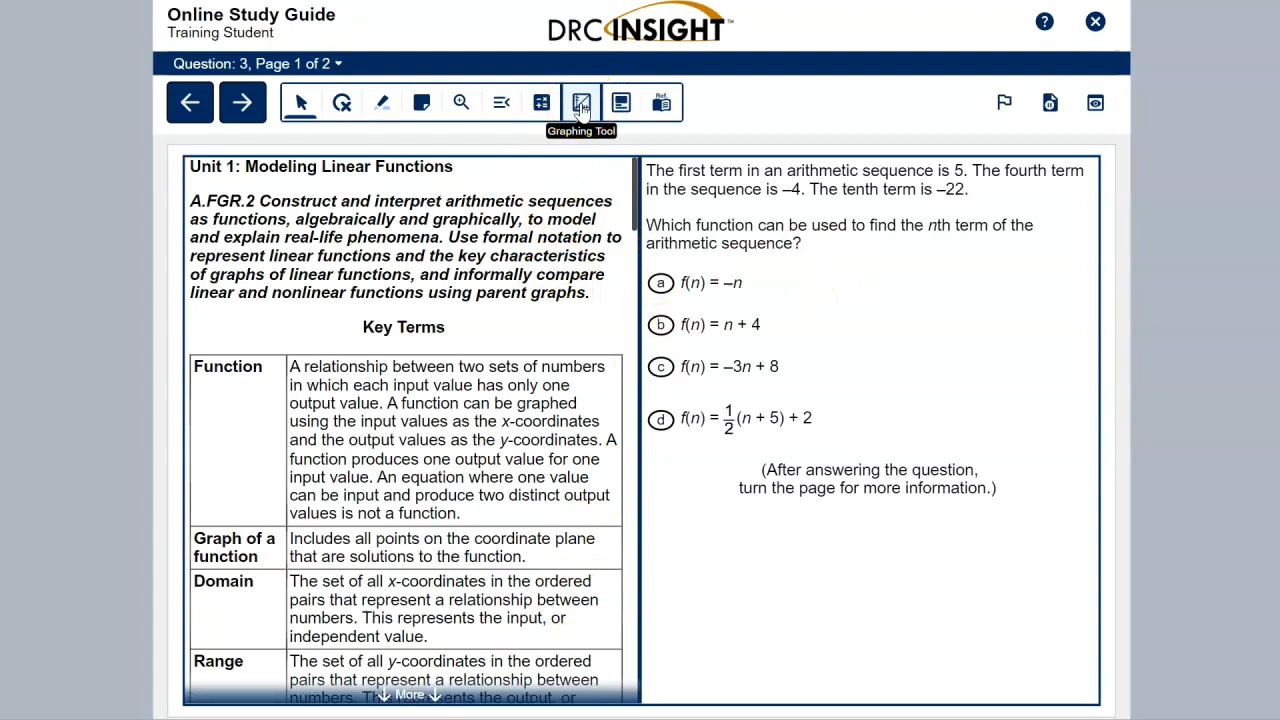 Online Study Guide
Training Student
DRC INSIGHT™
?
Question: 3, Page 1 of 2
Ref.
Graphing Tool
Unit 1: Modeling Linear Functions
A.FGR.2 Construct and interpret arithmetic sequences
as functions, algebraically and graphically, to model
and explain real-life phenomena. Use formal notation to
represent linear functions and the key characteristics
of graphs of linear functions, and informally compare
linear and nonlinear functions using parent graphs.
Key Terms
Function
A relationship between two sets of numbers
in which each input value has only one
output value. A function can be graphed
using the input values as the x-coordinates
and the output values as the y-coordinates. A
function produces one output value for one
input value. An equation where one value
can be input and produce two distinct output
values is not a function.
Graph of a
function
Includes all points on the coordinate plane
that are solutions to the function.
Domain
The set of all x-coordinates in the ordered
pairs that represent a relationship between
numbers. This represents the input, or
independent value.
Range
The set of all y-coordinates in the ordered
pairs that represent a relationship between
numbers. This represents the output, or
↓ More ↓
The first term in an arithmetic sequence is 5. The fourth term
in the sequence is –4. The tenth term is –22.
Which function can be used to find the nth term of the
arithmetic sequence?
a f(n) = –n
b f(n) = n + 4
c f(n) = –3n + 8
d f(n) = 1/2(n + 5) + 2
(After answering the question,
turn the page for more information.)